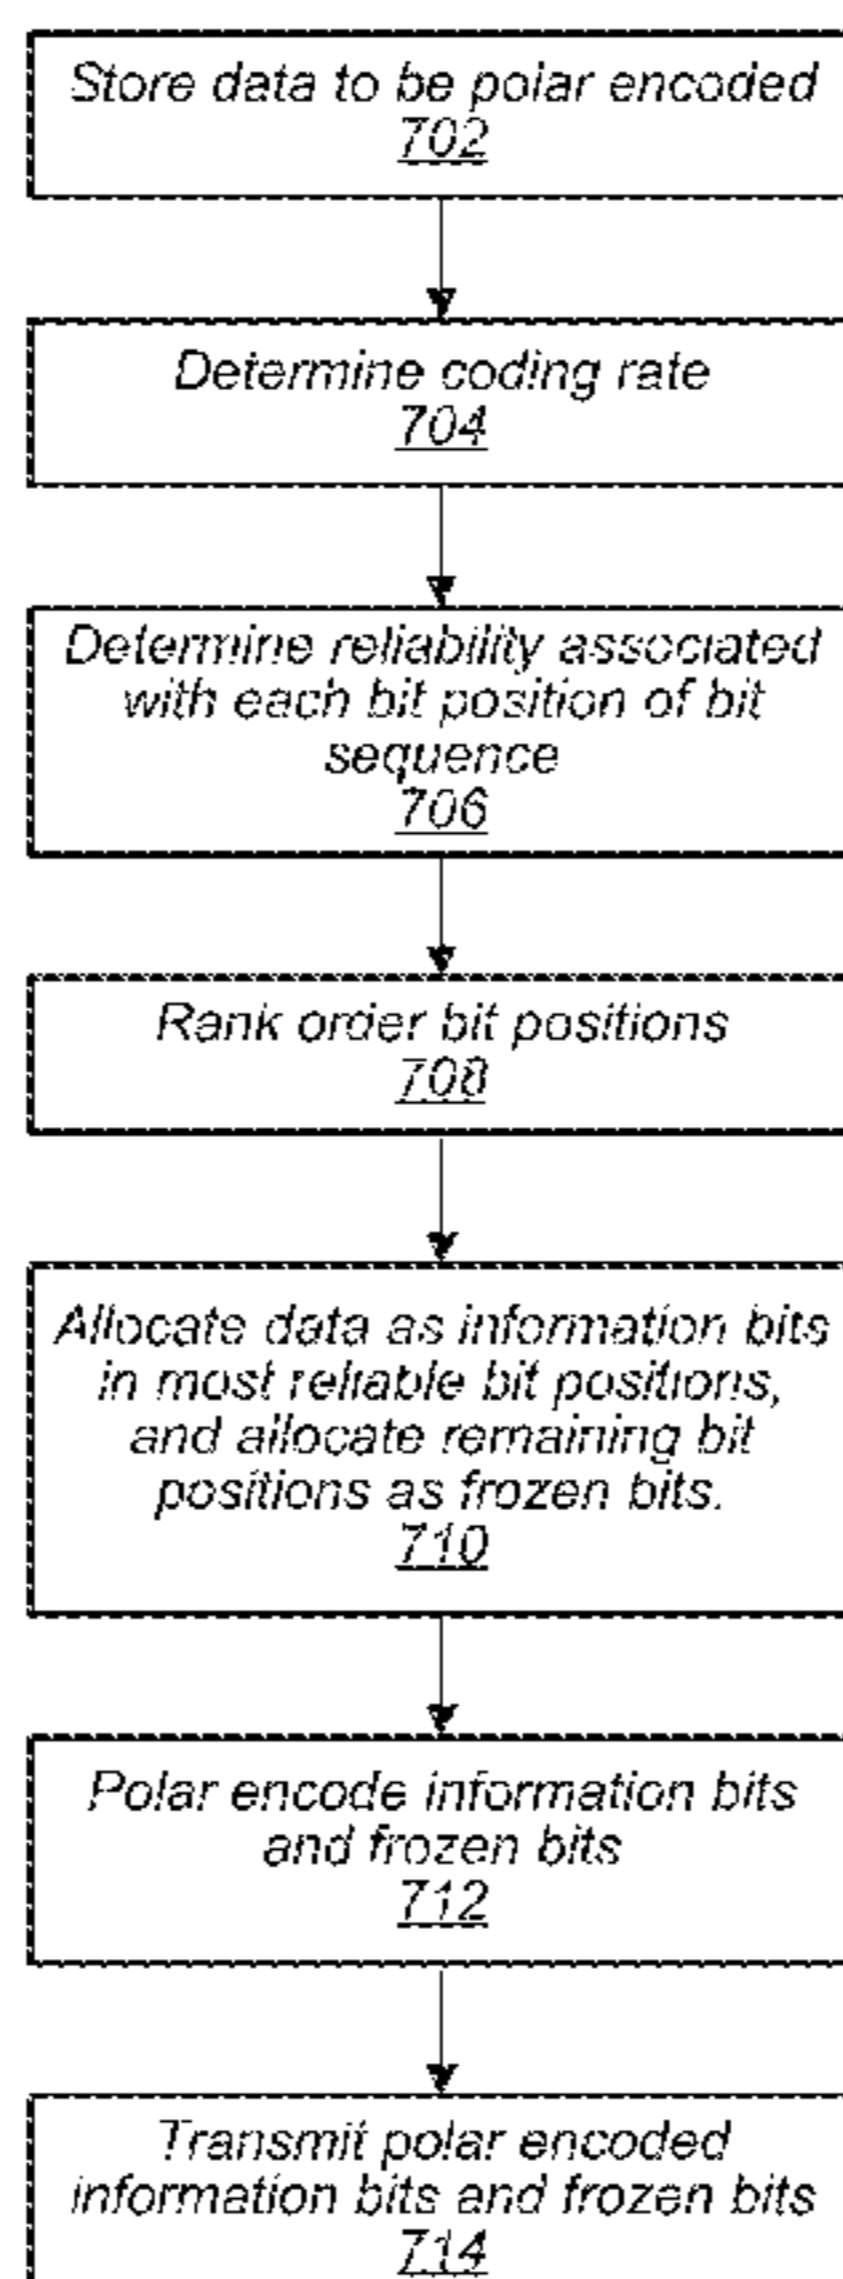 Store data to be polar encoded
702
Determine coding rate
704
Determine reliability associated
with each bit position of bit
sequence
706
Rank order bit positions
708
Allocate data as information bits
in most reliable bit positions,
and allocate remaining bit
positions as frozen bits.
710
Polar encode information bits
and frozen bits
712
Transmit polar encoded
information bits and frozen bits
714